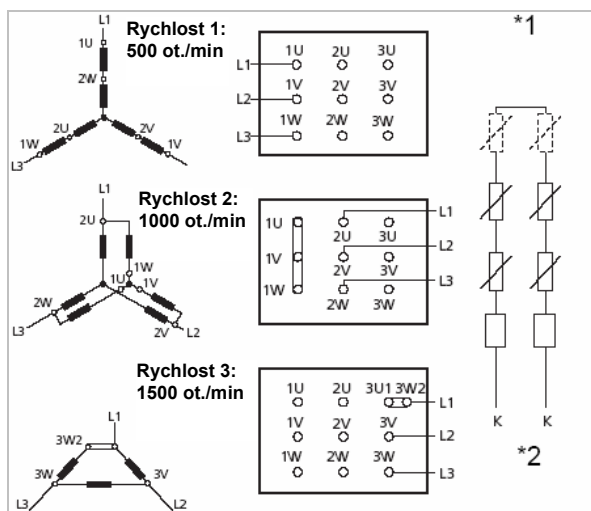 L1
Rychlost 1:
500 ot./min
1U
2W
2U
2V
1W
1V
L3
1U 2U 3U
L1
1V 2V 3V
L2
1W 2W 3W
L3
*1
L1
Rychlost 2:
1000 ot./min
2U
1W
1U
1V
2W
2V
L3
L2
1U
L1
2U 3U
L2
1V
2V 3V
L3
1W
2W 3W
Rychlost 3:
1500 ot./min
L1
3W2
3W
3V
L3
L2
1U 2U 3U1 3W2
L1
1V 2V 3V
L2
1W 2W 3W
L3
K K
*2